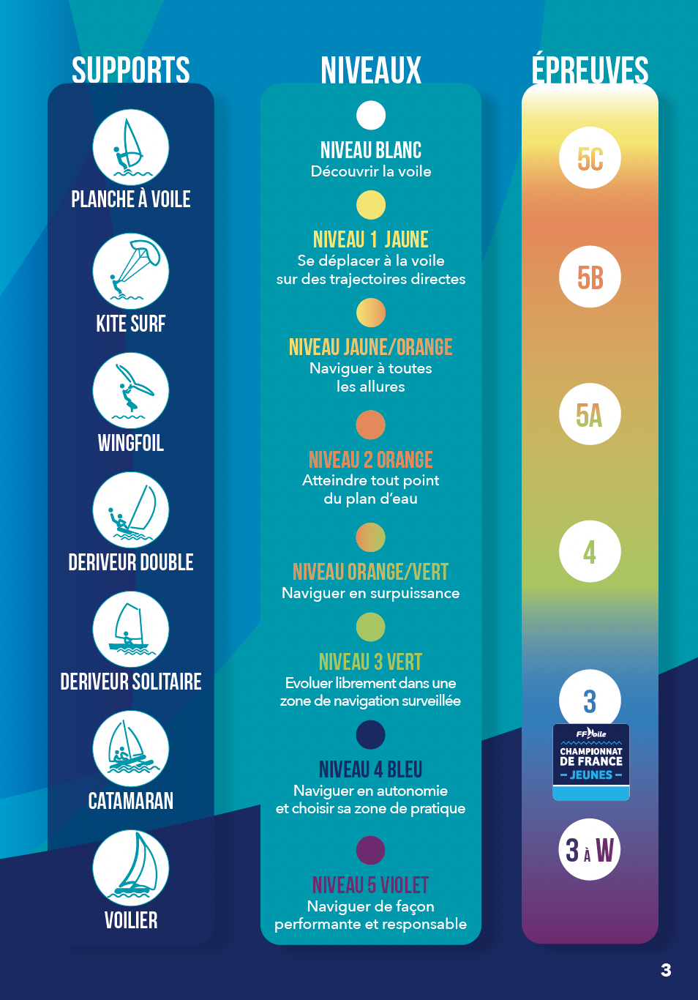 SUPPORTS
PLANCHE À VOILE
KITE SURF
WINGFOIL
DERIVEUR DOUBLE
DERIVEUR SOLITAIRE
CATAMARAN
VOILIER
NIVEAUX
NIVEAU BLANC
Découvrir la voile
NIVEAU 1 JAUNE
Se déplacer à la voile
sur des trajectoires directes
NIVEAU JAUNE/ORANGE
Naviguer à toutes
les allures
NIVEAU 2 ORANGE
Atteindre tout point
du plan d’eau
NIVEAU ORANGE/VERT
Naviguer en surpuissance
NIVEAU 3 VERT
Evoluer librement dans une
zone de navigation surveillée
NIVEAU 4 BLEU
Naviguer en autonomie
et choisir sa zone de pratique
NIVEAU 5 VIOLET
Naviguer de façon
performante et responsable
ÉPREUVES
5C
5B
5A
4
3
FFVoile
CHAMPIONNAT
DE FRANCE
– JEUNES –
3 À W
3